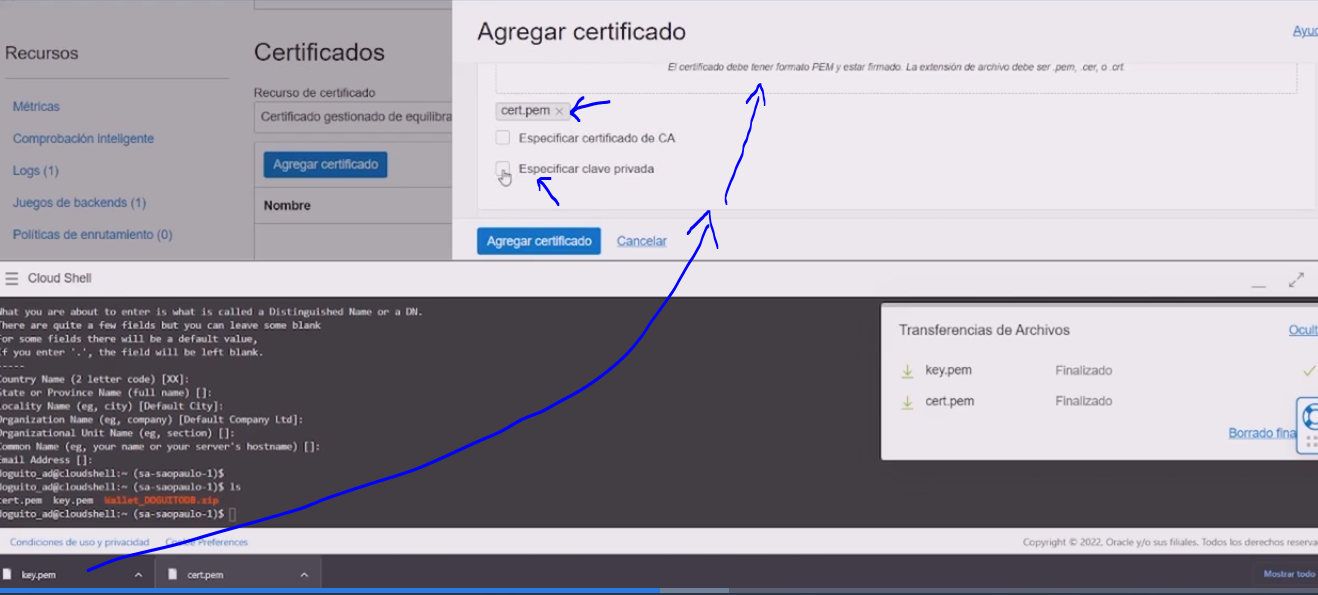 Agregar certificado
Ayuc
El certificado debe tener formato PEM y estar firmado. La extensión de archivo debe ser .pem, .cer, o .crt.
cert.pem ×
Especificar certificado de CA
Especificar clave privada
Agregar certificado
Cancelar
Recursos
Métricas
Comprobación inteligente
Logs (1)
Juegos de backends (1)
Políticas de enrutamiento (0)
Certificados
Recurso de certificado
Certificado gestionado de equilibra
Agregar certificado
Nombre
Cloud Shell
What you are about to enter is what is called a Distinguished Name or a DN.
There are quite a few fields but you can leave some blank
For some fields there will be a default value,
If you enter '.', the field will be left blank.
-----
Country Name (2 letter code) [XX]:
State or Province Name (full name) []:
Locality Name (eg, city) [Default City]:
Organization Name (eg, company) [Default Company Ltd]:
Organizational Unit Name (eg, section) []:
Common Name (eg, your name or your server's hostname) []:
Email Address []:
doguito_ad@cloudshell:~ (sa-saopaulo-1)$
doguito_ad@cloudshell:~ (sa-saopaulo-1)$ ls
cert.pem key.pem Wallet_DOGUITODB.zip
doguito_ad@cloudshell:~ (sa-saopaulo-1)$
Transferencias de Archivos
Ocult
key.pem Finalizado
cert.pem Finalizado
Borrado fina
Condiciones de uso y privacidad Cookie Preferences
Copyright © 2022, Oracle y/o sus filiales. Todos los derechos reserva
key.pem cert.pem
Mostrar todo